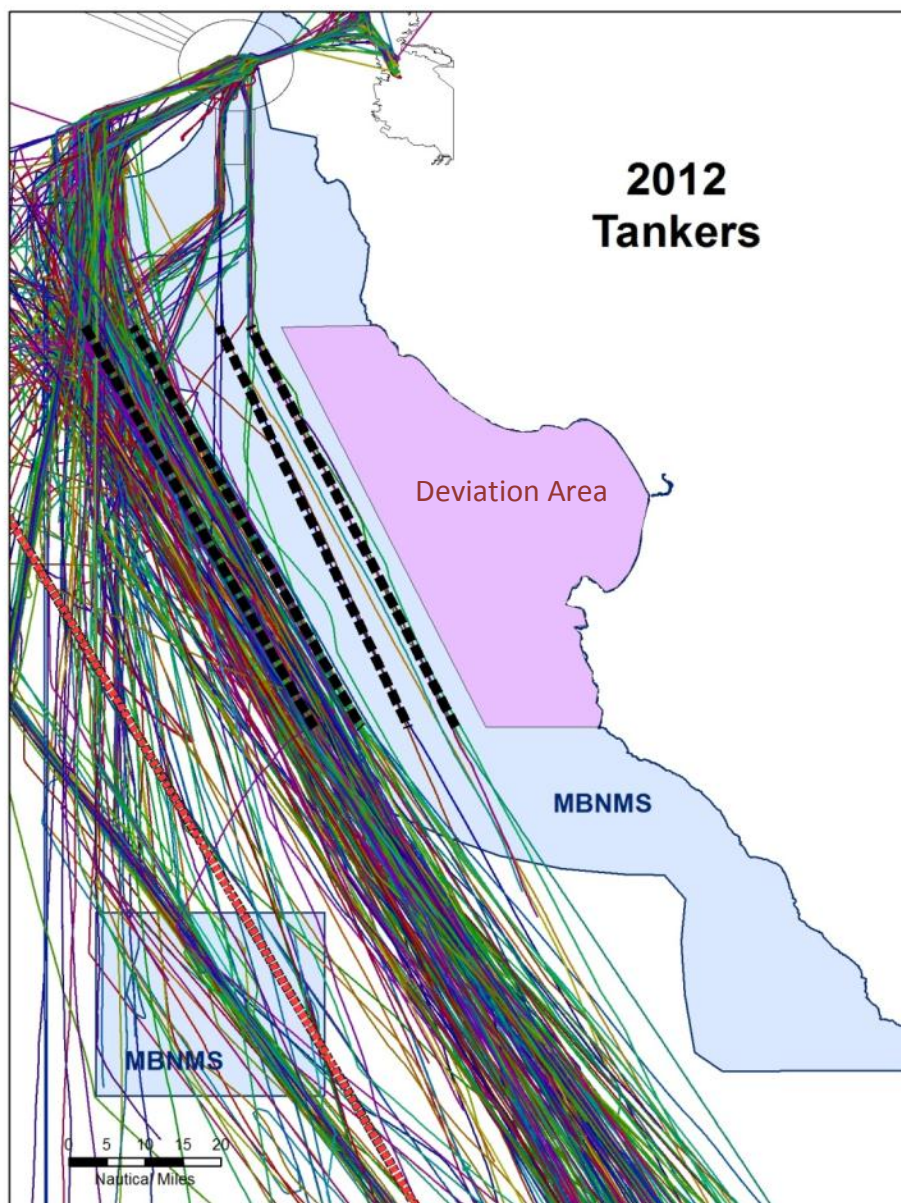 2012
Tankers
Deviation Area
MBNMS
MBNMS
0 5 10 15 20
Nautical Miles